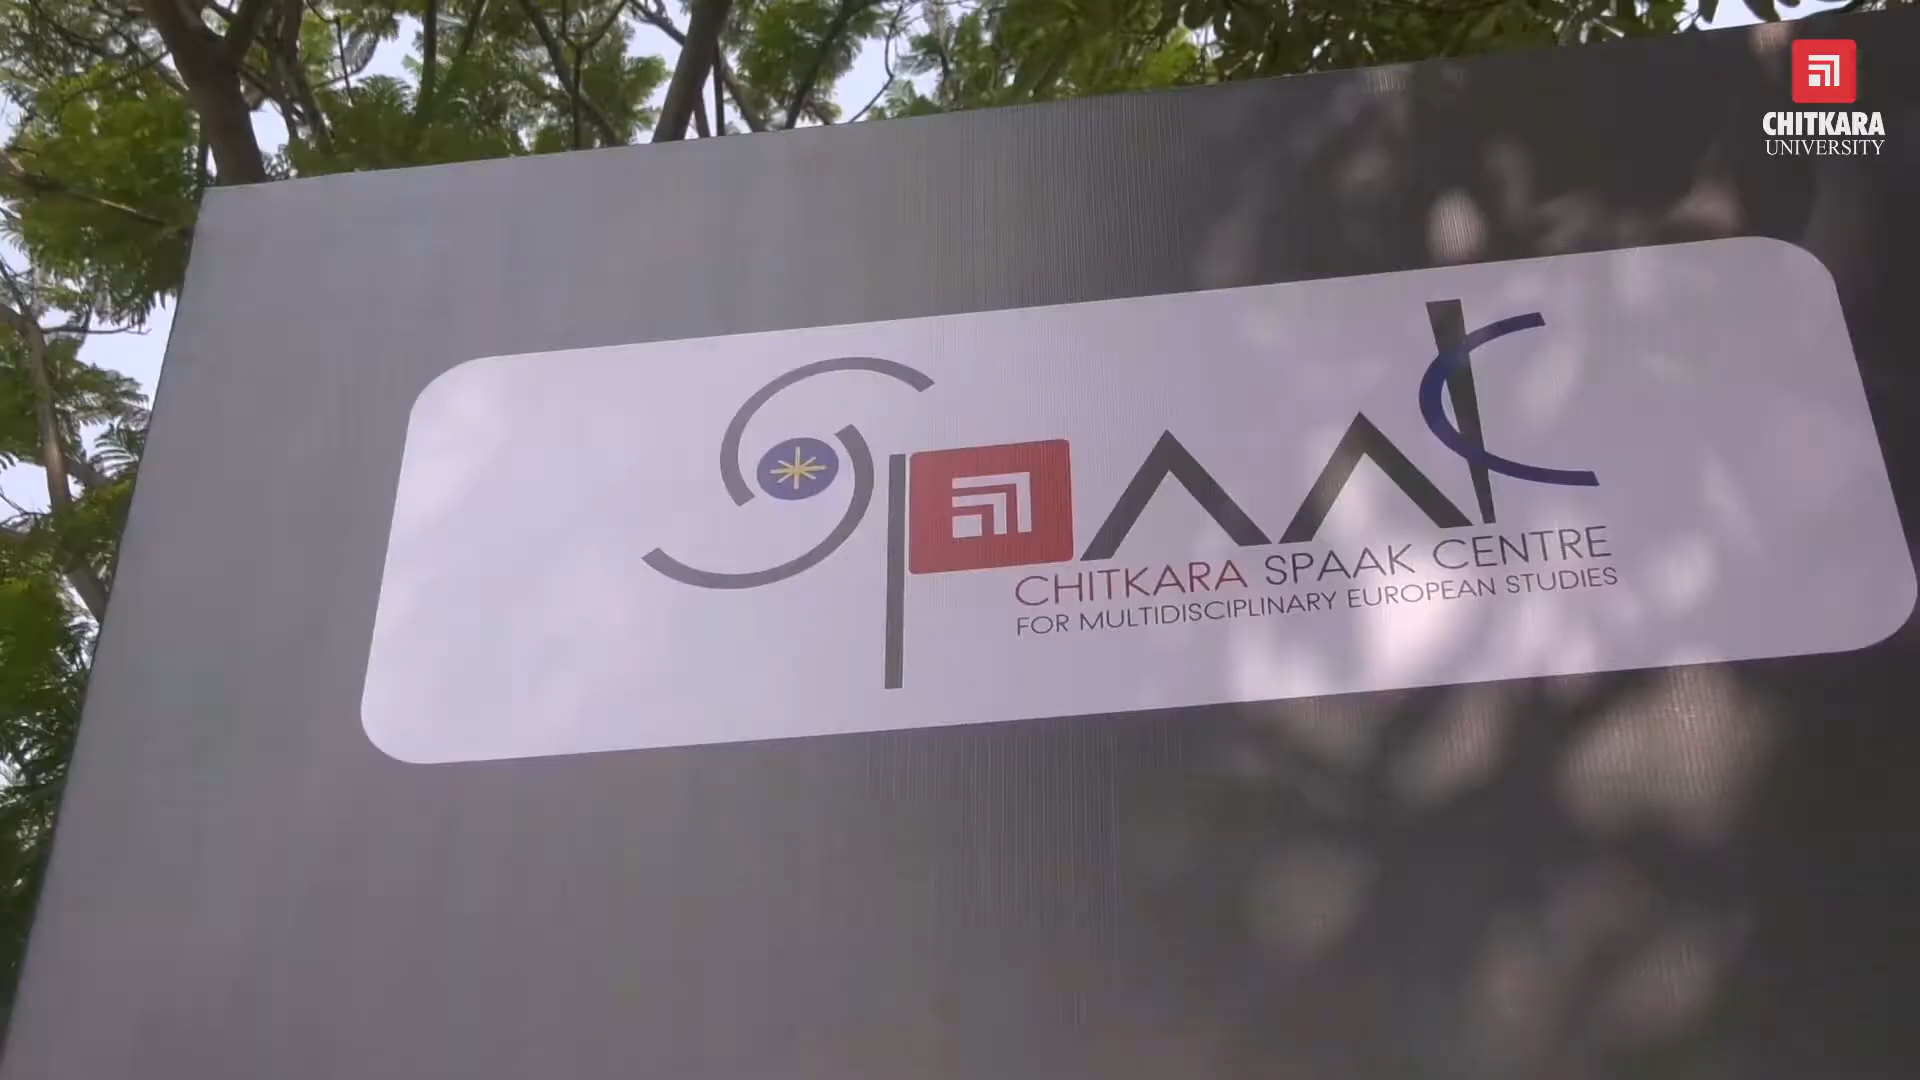 CHITKARA
UNIVERSITY
SPAAK
CHITKARA SPAAK CENTRE
FOR MULTIDISCIPLINARY EUROPEAN STUDIES